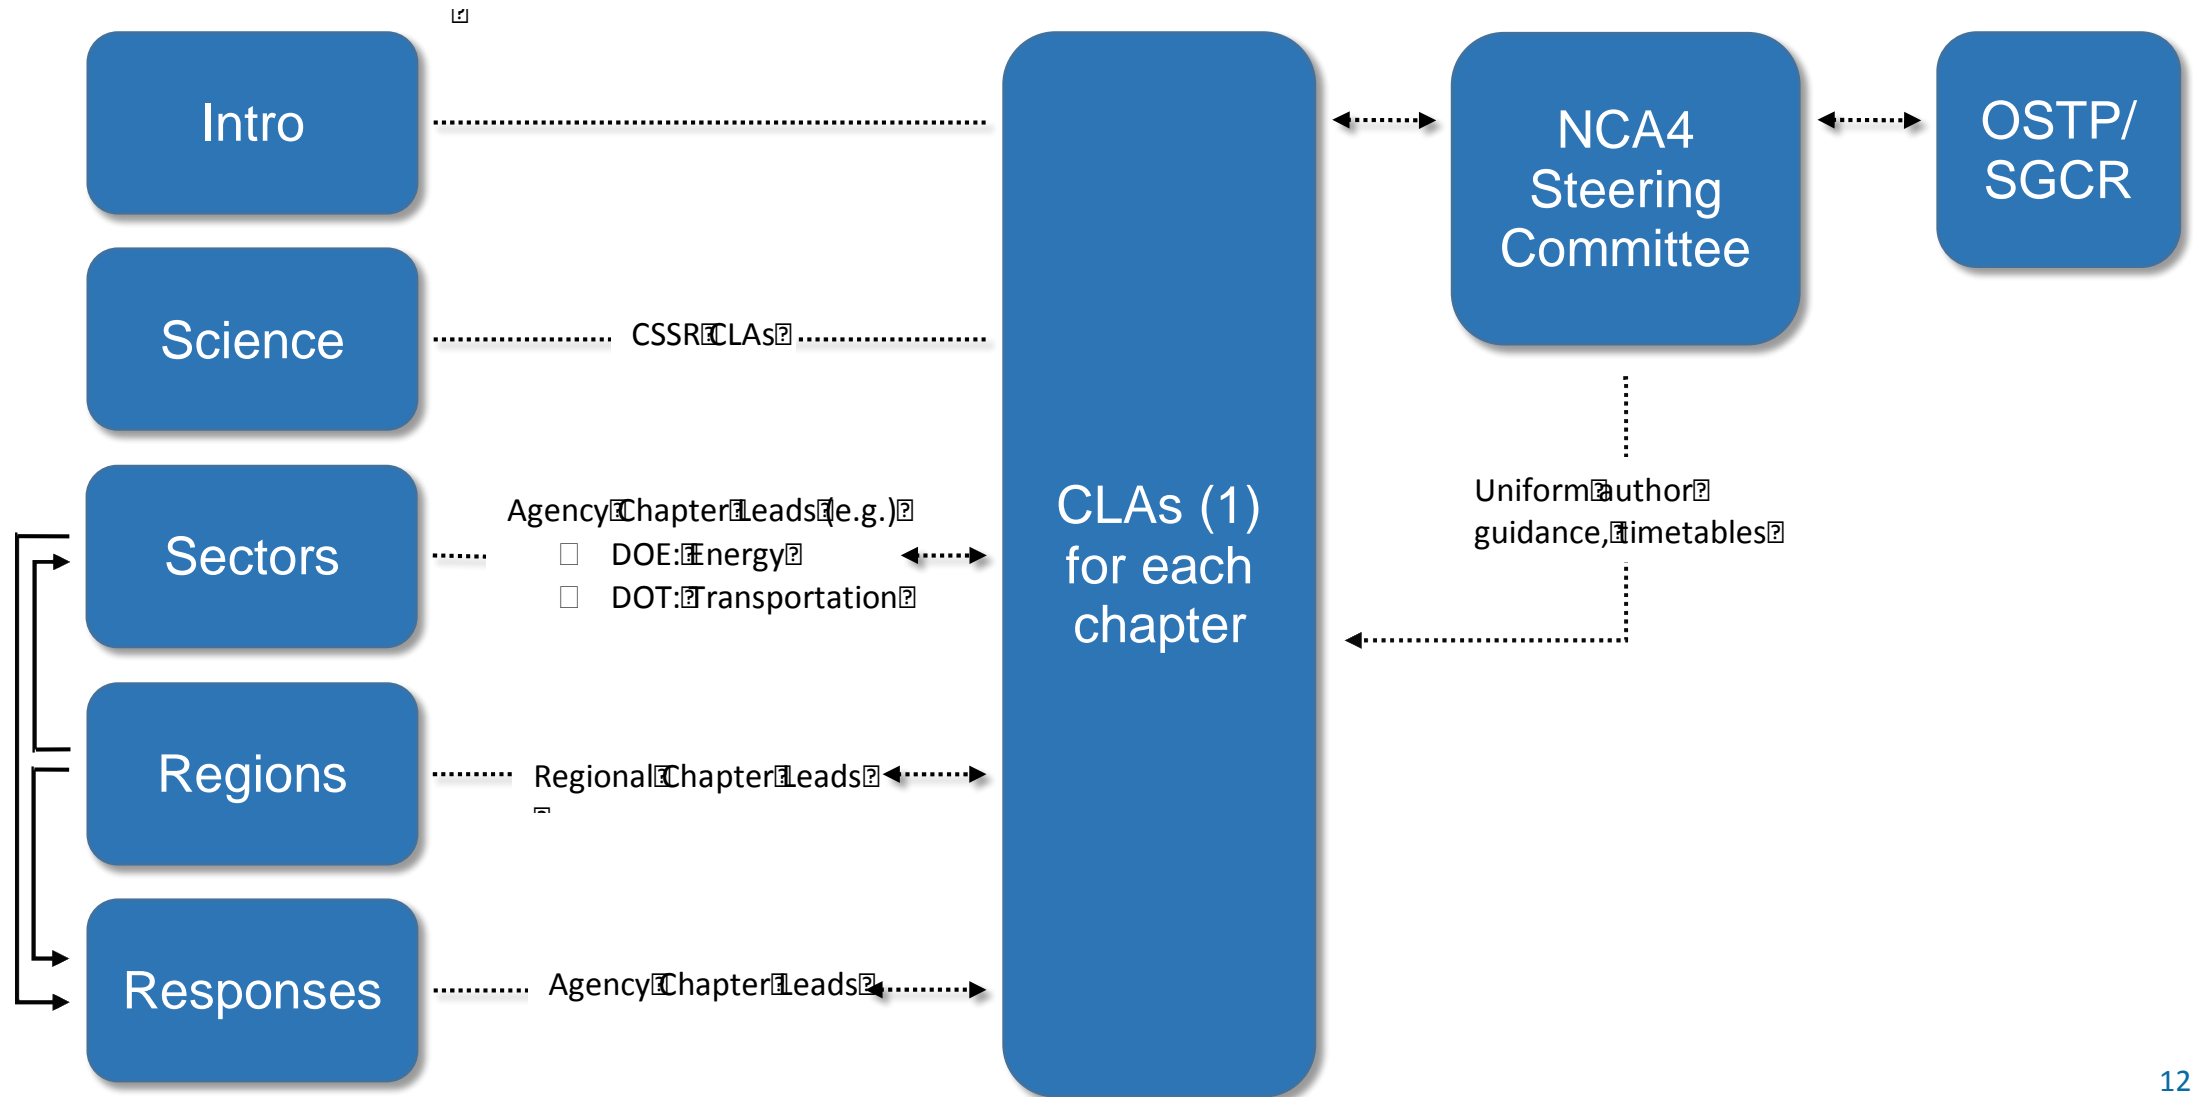 Intro
Science
CSSR CLAs
Sectors
Agency Chapter Leads (e.g.)
DOE: Energy
DOT: Transportation
Regions
Regional Chapter Leads
Responses
Agency Chapter Leads
CLAs (1)
for each
chapter
NCA4
Steering
Committee
OSTP/
SGCR
Uniform author
guidance, timetables
12